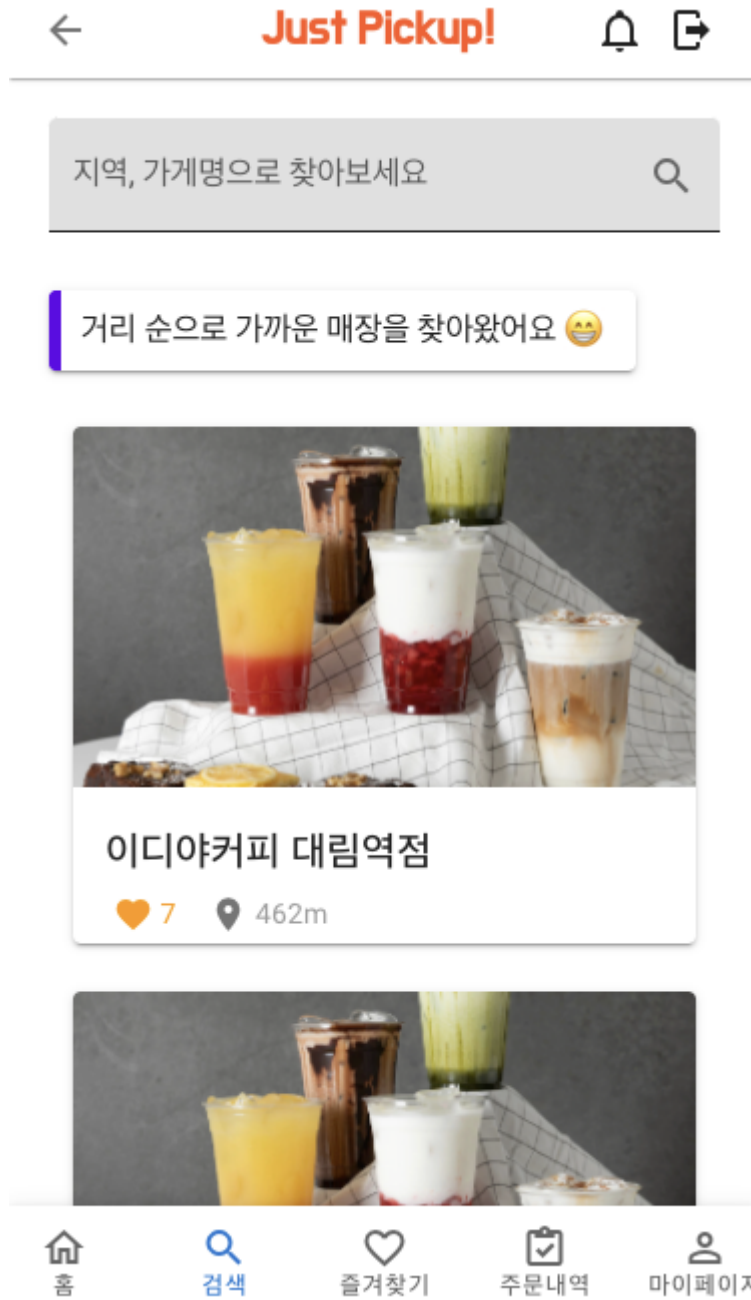 Just Pickup!
지역, 가게명으로 찾아보세요
거리 순으로 가까운 매장을 찾아왔어요 😁
이디야커피 대림역점
7 462m
홈 검색 즐겨찾기 주문내역 마이페이지